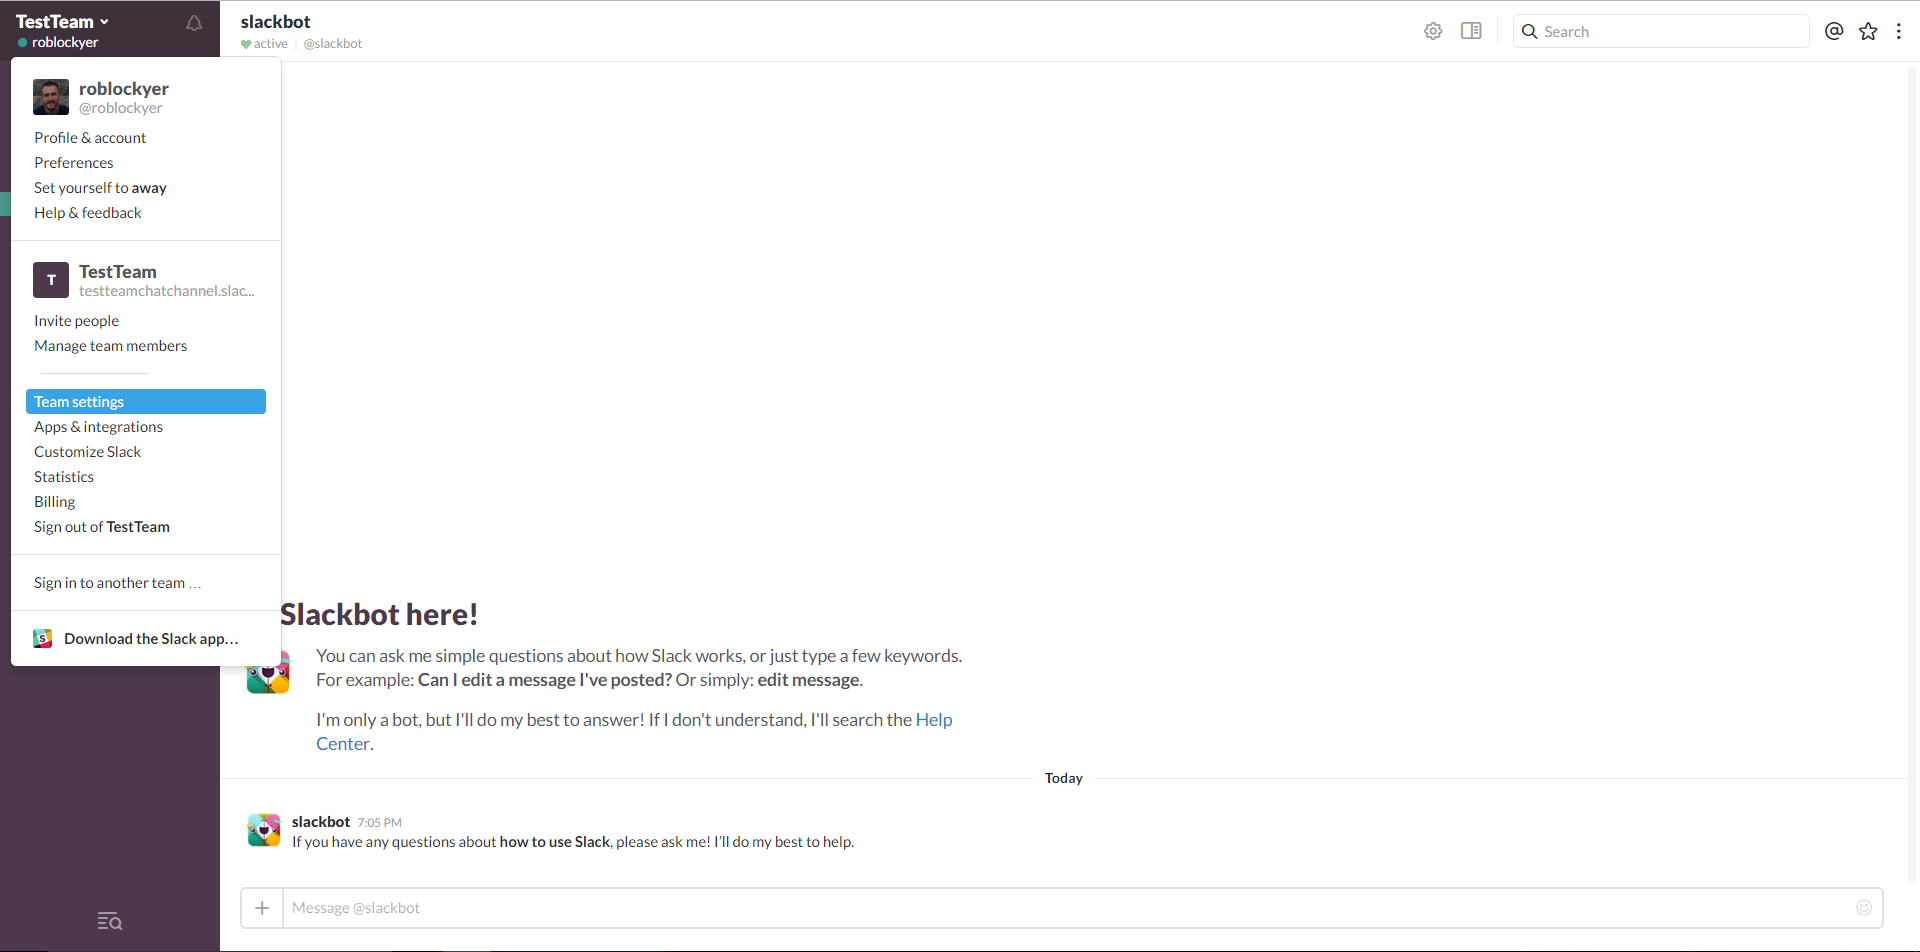 TestTeam
roblockyer
slackbot
active | @slackbot
Search
roblockyer
@roblockyer
Profile & account
Preferences
Set yourself to away
Help & feedback
T
TestTeam
testteamchatchannel.slac...
Invite people
Manage team members
Team settings
Apps & integrations
Customize Slack
Statistics
Billing
Sign out of TestTeam
Sign in to another team ...
Download the Slack app...
Slackbot here!
You can ask me simple questions about how Slack works, or just type a few keywords.
For example: Can I edit a message I've posted? Or simply: edit message.
I'm only a bot, but I'll do my best to answer! If I don't understand, I'll search the Help
Center.
Today
slackbot 7:05 PM
If you have any questions about how to use Slack, please ask me! I'll do my best to help.
Message @slackbot